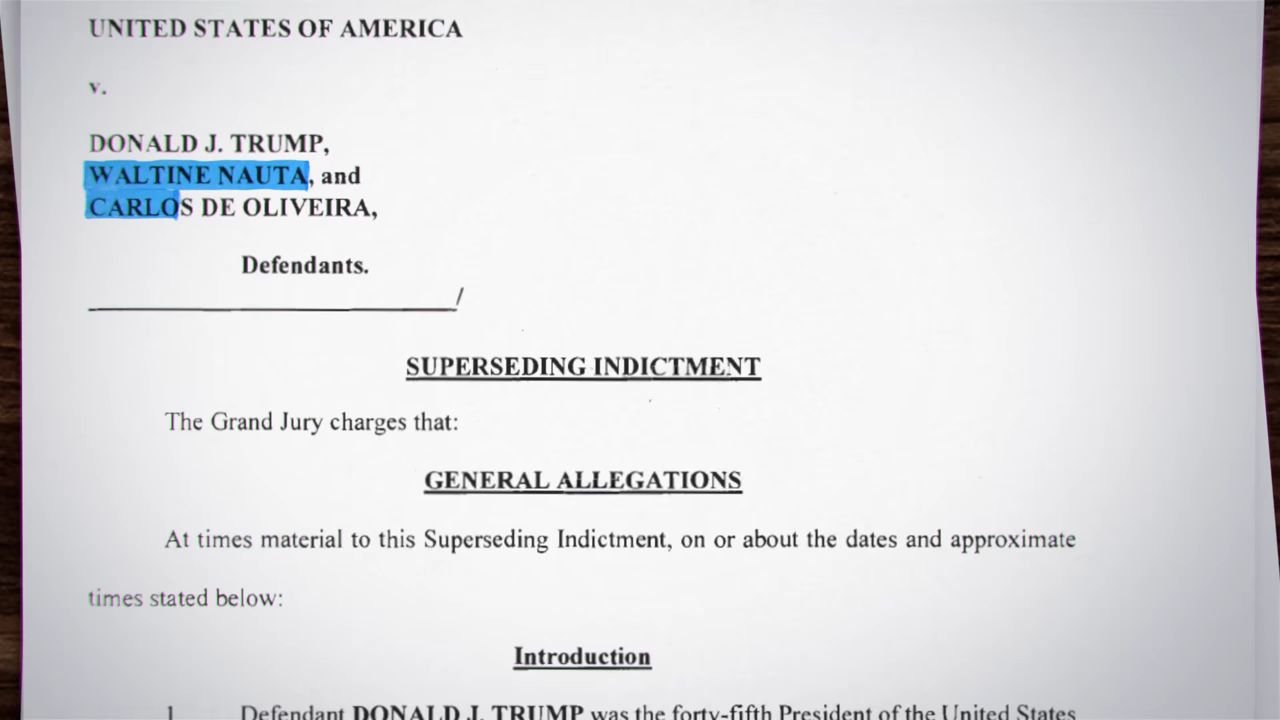 UNITED STATES OF AMERICA
v.
DONALD J. TRUMP,
WALTINE NAUTA, and
CARLOS DE OLIVEIRA,
Defendants.
/
SUPERSEDING INDICTMENT
The Grand Jury charges that:
GENERAL ALLEGATIONS
At times material to this Superseding Indictment, on or about the dates and approximate
times stated below:
Introduction
1 Defendant DONALD J. TRUMP was the forty-fifth President of the United States